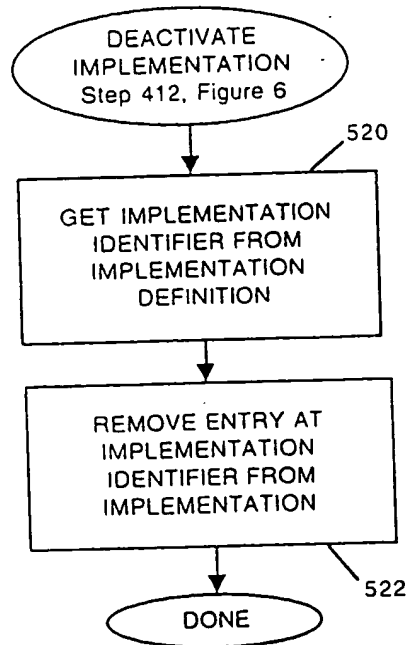 DEACTIVATE
IMPLEMENTATION
Step 412, Figure 6
520
GET IMPLEMENTATION
IDENTIFIER FROM
IMPLEMENTATION
DEFINITION
REMOVE ENTRY AT
IMPLEMENTATION
IDENTIFIER FROM
IMPLEMENTATION
522
DONE